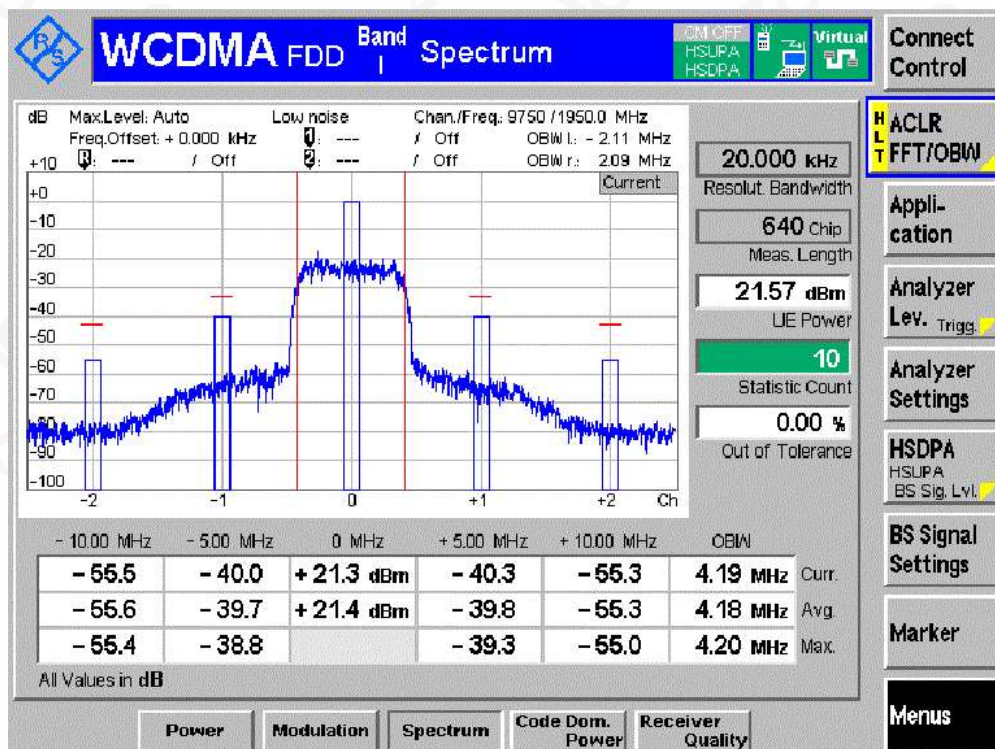 R&S
WCDMA FDD Band I Spectrum
CM OFF
HSUPA
HSDPA
Virtual
Connect Control
dB Max.Level: Auto Low noise Chan./Freq.: 9750 / 1950.0 MHz
Freq.Offset: + 0.000 kHz 1: --- / Off OBW l.: - 2.11 MHz
R: --- / Off 2: --- / Off OBW r.: 2.09 MHz
Current
+10
+0
-10
-20
-30
-40
-50
-60
-70
-80
-90
-100
-2 -1 0 +1 +2 Ch
20.000 kHz
Resolut. Bandwidth
640 Chip
Meas. Length
21.57 dBm
UE Power
10
Statistic Count
0.00 %
Out of Tolerance
- 10.00 MHz - 5.00 MHz 0 MHz + 5.00 MHz + 10.00 MHz OBW
- 55.5 - 40.0 + 21.3 dBm - 40.3 - 55.3 4.19 MHz Curr.
- 55.6 - 39.7 + 21.4 dBm - 39.8 - 55.3 4.18 MHz Avg.
- 55.4 - 38.8 - 39.3 - 55.0 4.20 MHz Max.
All Values in dB
HLT
ACLR
FFT/OBW
Appli-
cation
Analyzer
Lev. Trigg.
Analyzer
Settings
HSDPA
HSUPA
BS Sig. Lvl.
BS Signal
Settings
Marker
Menus
Power
Modulation
Spectrum
Code Dom.
Power
Receiver
Quality